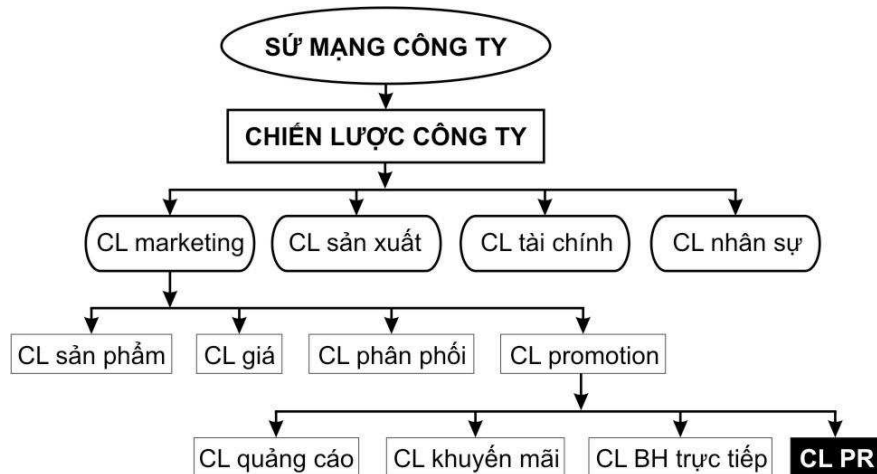 SỨ MẠNG CÔNG TY
CHIẾN LƯỢC CÔNG TY
CL marketing
CL sản xuất
CL tài chính
CL nhân sự
CL sản phẩm
CL giá
CL phân phối
CL promotion
CL quảng cáo
CL khuyến mãi
CL BH trực tiếp
CL PR